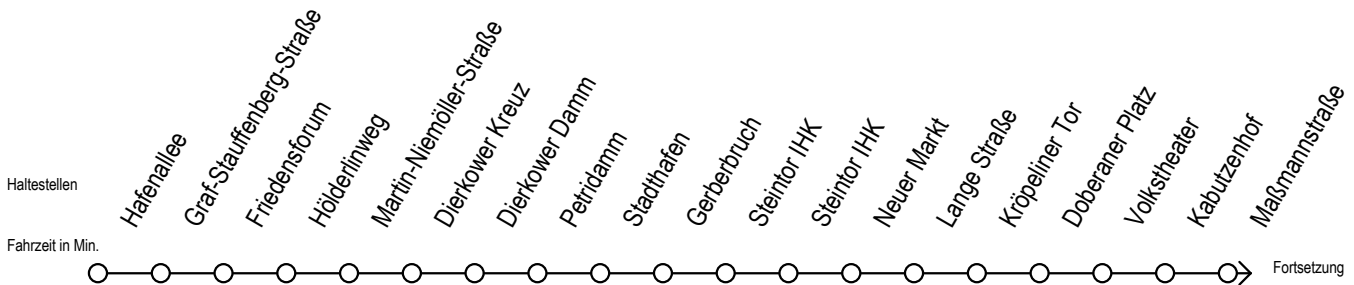 Haltestellen
Hafenallee
Graf-Stauffenberg-Straße
Friedensforum
Hölderlinweg
Martin-Niemöller-Straße
Dierkower Kreuz
Dierkower Damm
Petridamm
Stadthafen
Gerberbruch
Steintor IHK
Steintor IHK
Neuer Markt
Lange Straße
Kröpeliner Tor
Doberaner Platz
Volkstheater
Kabutzenhof
Maßmannstraße
Fahrzeit in Min.
Fortsetzung